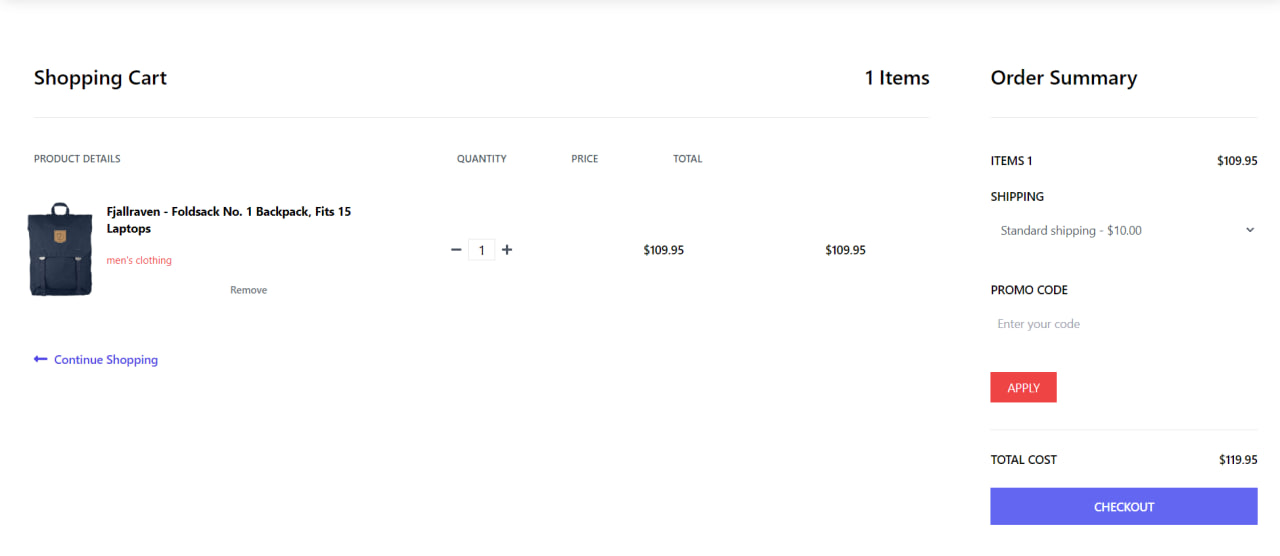 Shopping Cart
1 Items
PRODUCT DETAILS
QUANTITY
PRICE
TOTAL
Fjallraven - Foldsack No. 1 Backpack, Fits 15
Laptops
men's clothing
Remove
1
$109.95
$109.95
Continue Shopping
Order Summary
ITEMS 1
$109.95
SHIPPING
Standard shipping - $10.00
PROMO CODE
Enter your code
APPLY
TOTAL COST
$119.95
CHECKOUT